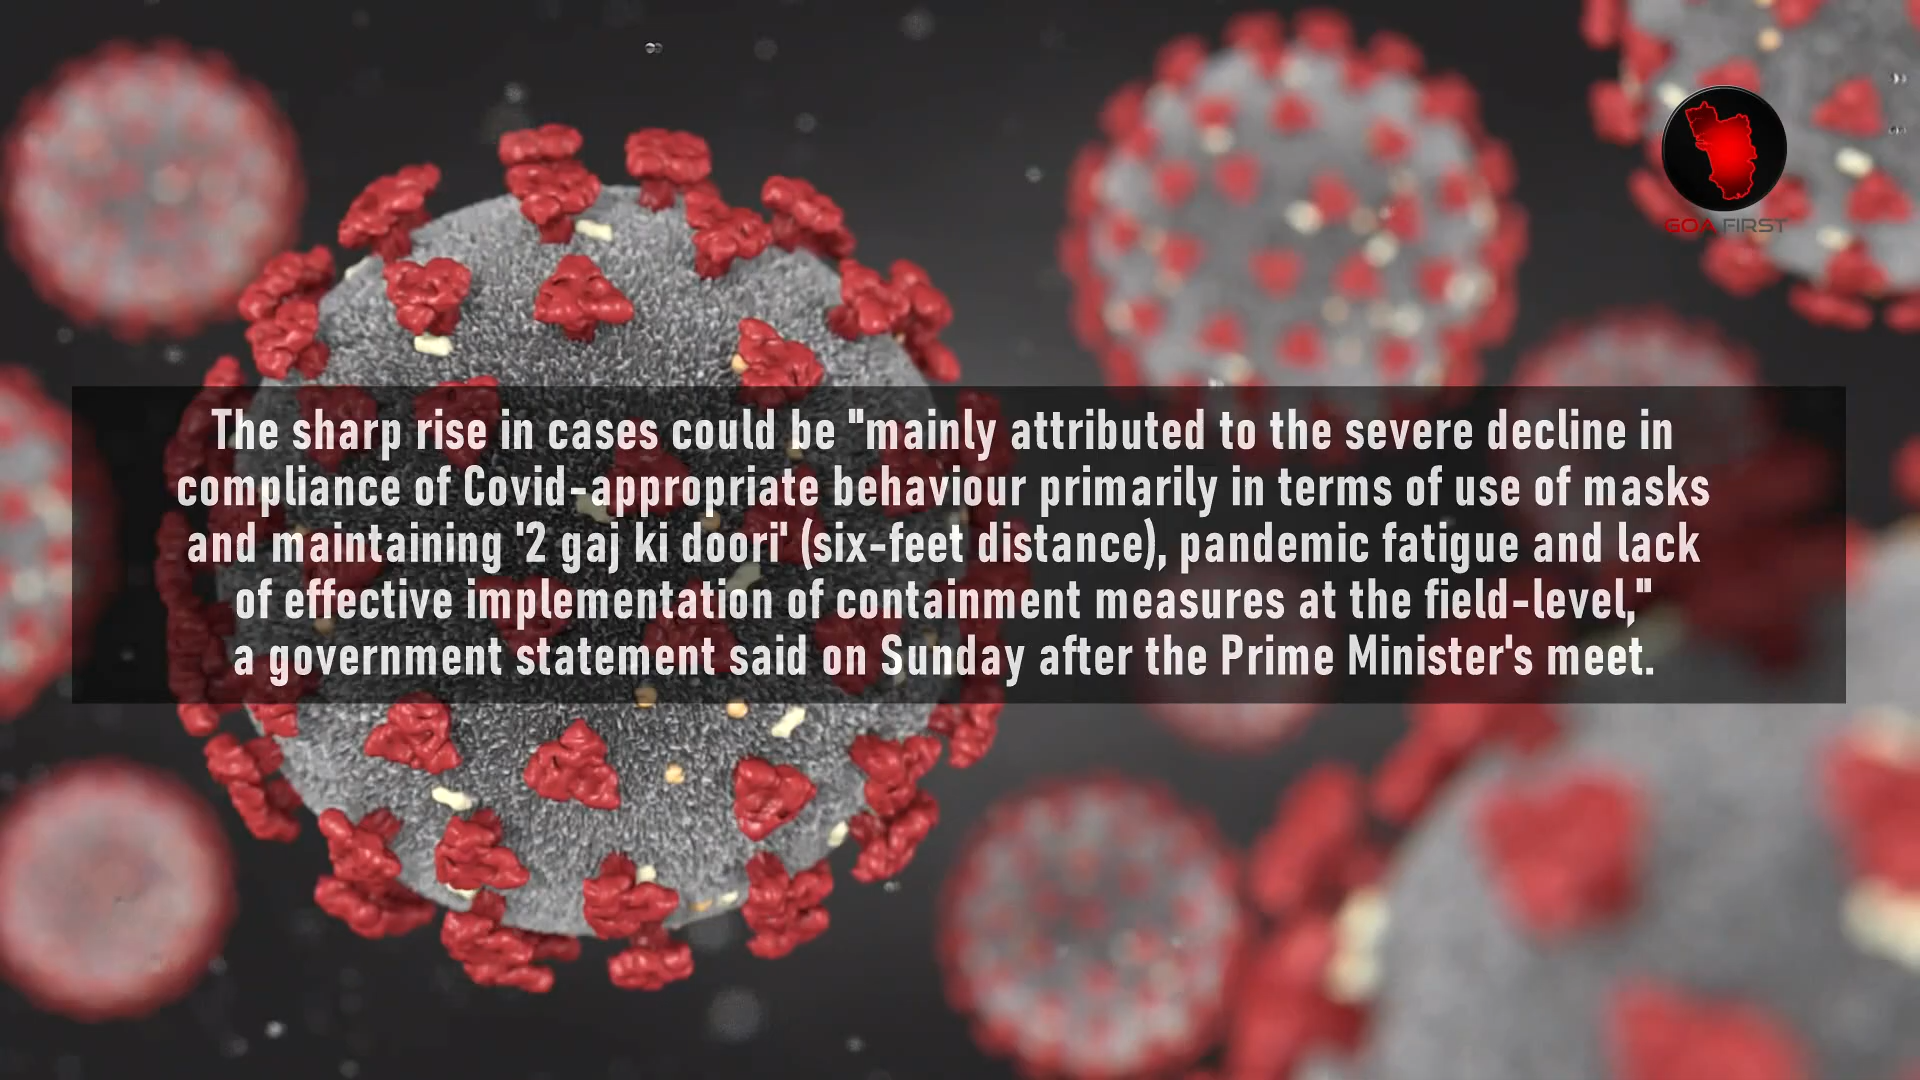 GOA FIRST
The sharp rise in cases could be "mainly attributed to the severe decline in
compliance of Covid-appropriate behaviour primarily in terms of use of masks
and maintaining '2 gaj ki doori' (six-feet distance), pandemic fatigue and lack
of effective implementation of containment measures at the field-level,"
a government statement said on Sunday after the Prime Minister's meet.